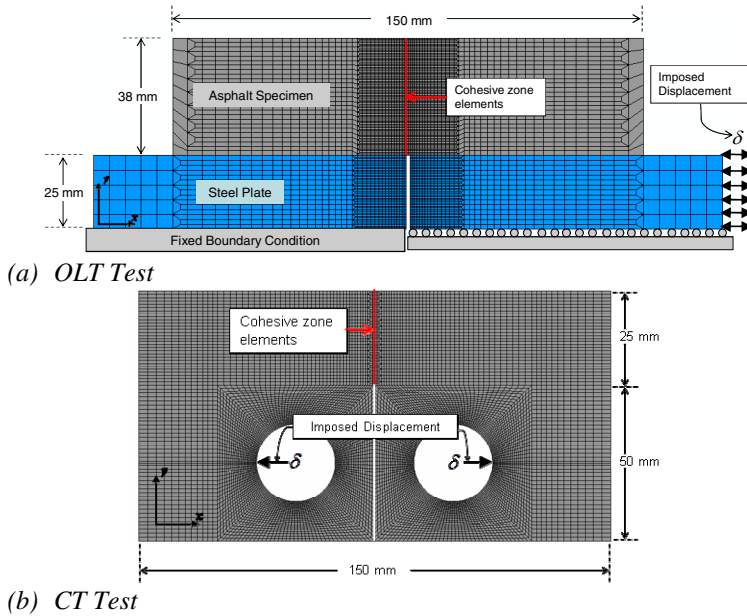 150 mm
38 mm
Asphalt Specimen
Cohesive zone
elements
Imposed
Displacement
δ
25 mm
Steel Plate
y
x
Fixed Boundary Condition
(a) OLT Test
Cohesive zone
elements
25 mm
Imposed Displacement
δ
δ
50 mm
y
x
150 mm
(b) CT Test